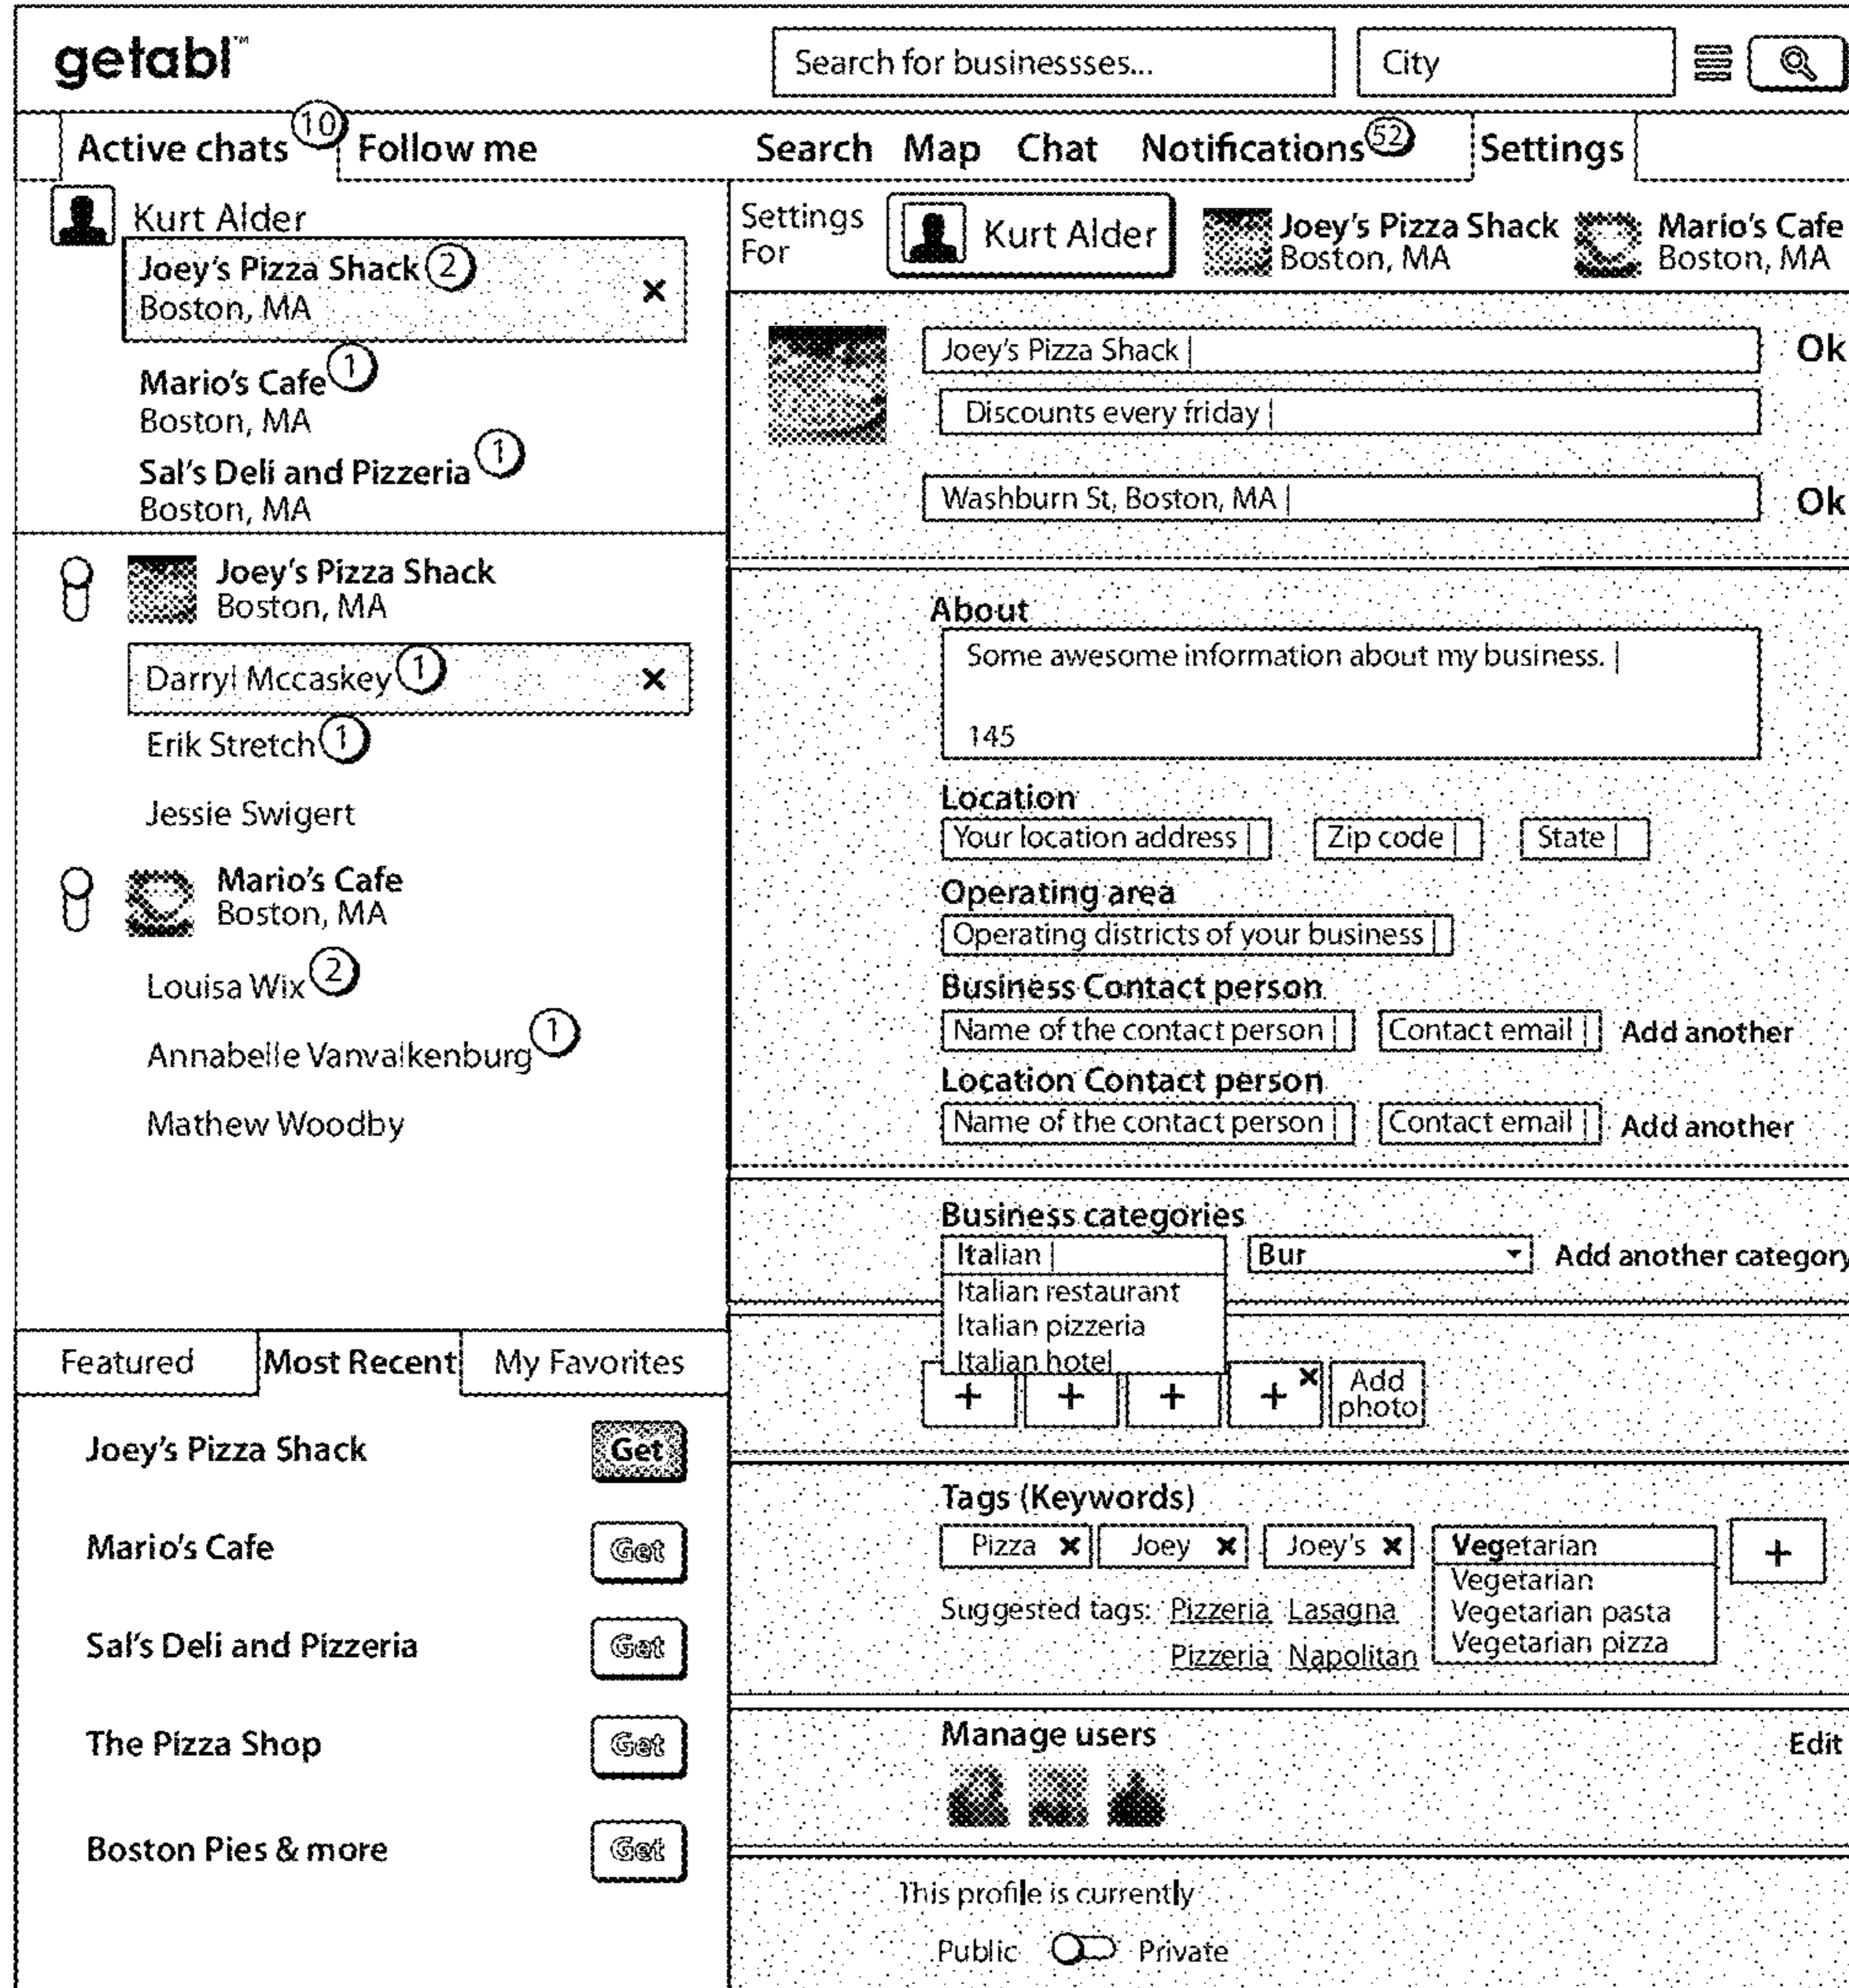 getabl™
Search for businessses...
City
Active chats 10
Follow me
Search Map Chat Notifications 52 Settings
Kurt Alder
Joey's Pizza Shack 2
Boston, MA
×
Mario's Cafe 1
Boston, MA
Sal's Deli and Pizzeria 1
Boston, MA
Joey's Pizza Shack
Boston, MA
Darryl Mccaskey 1 ×
Erik Stretch 1
Jessie Swigert
Mario's Cafe
Boston, MA
Louisa Wix 2
Annabelle Vanvalkenburg 1
Mathew Woodby
Featured Most Recent My Favorites
Joey's Pizza Shack Get
Mario's Cafe Get
Sal's Deli and Pizzeria Get
The Pizza Shop Get
Boston Pies & more Get
Settings
For
Kurt Alder
Joey's Pizza Shack
Boston, MA
Mario's Cafe
Boston, MA
Joey's Pizza Shack | Ok
Discounts every friday |
Washburn St, Boston, MA | Ok
About
Some awesome information about my business. |
145
Location
Your location address | Zip code | State |
Operating area
Operating districts of your business |
Business Contact person
Name of the contact person | Contact email | Add another
Location Contact person
Name of the contact person | Contact email | Add another
Business categories
Italian | Bur Add another category
Italian restaurant
Italian pizzeria
Italian hotel
+ + + + × Add
photo
Tags (Keywords)
Pizza × Joey × Joey's × Vegetarian +
Vegetarian
Vegetarian pasta
Vegetarian pizza
Suggested tags: Pizzeria Lasagna
Pizzeria Napolitan
Manage users
Edit
This profile is currently
Public Private